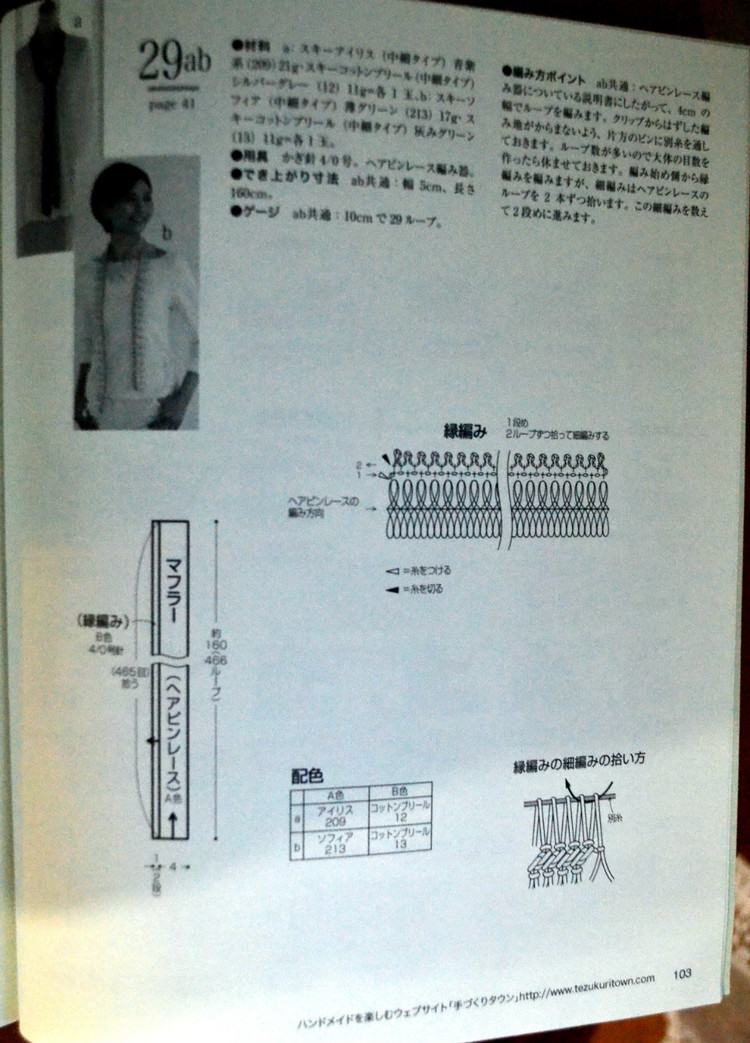 a
29ab
page 41
b
●材料 a：スキーアイリス（中細タイプ）青紫
系（209）21g・スキーコットンブリール（中細タイプ）
シルバーグレー（12）11g＝各1玉、b：スキーソ
フィア（中細タイプ）薄グリーン（213）17g・ス
キーコットンブリール（中細タイプ）灰みグリーン
（13）11g＝各1玉。
●用具 かぎ針4/0号。ヘアピンレース編み器。
●でき上がり寸法 ab共通：幅5cm、長さ
160cm。
●ゲージ ab共通：10cmで29ループ。
●編み方ポイント ab共通：ヘアピンレース編
み器についている説明書にしたがって、4cmの
幅でループを編みます。クリップからはずした編
み地がからまないよう、片方のピンに別糸を通し
ておきます。ループ数が多いので大体の目数を
作ったら休ませておきます。編み始め側から縁
編みを編みますが、細編みはヘアピンレースの
ループを2本ずつ拾います。この細編みを数え
て2段めに進みます。
縁編み
1段め
2ループずつ拾って細編みする
2
1
ヘアピンレースの
編み方向
＝糸をつける
＝糸を切る
マフラー
（縁編み）
B色
4/0号針
（465目）
拾う
（ヘアピンレース）
A色
約
160
（466
ループ）
1
（2段）
4
配色
A色 B色
a アイリス 209 コットンブリール 12
b ソフィア 213 コットンブリール 13
縁編みの細編みの拾い方
別糸
ハンドメイドを楽しむウェブサイト「手づくりタウン」http://www.tezukuritown.com 103